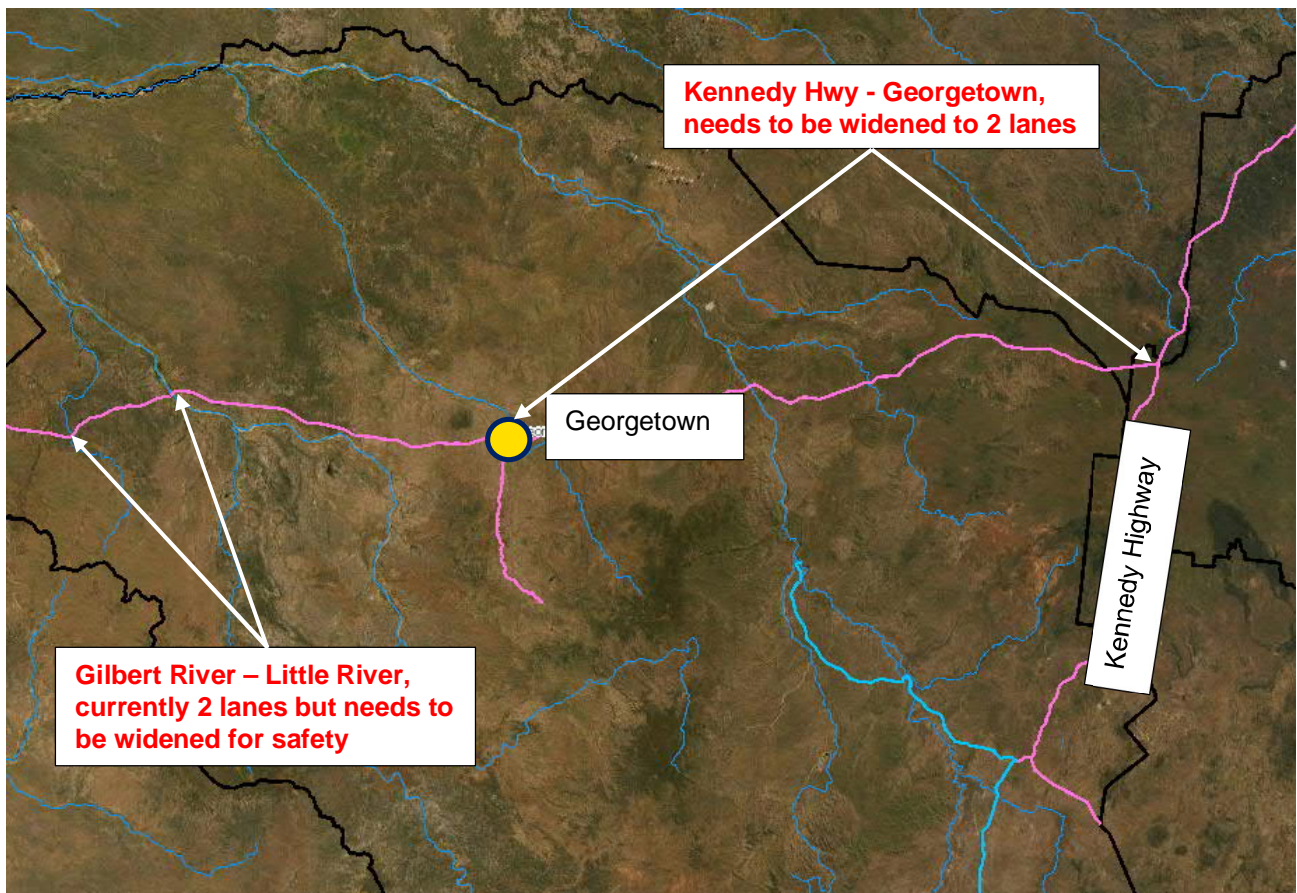 Kennedy Hwy - Georgetown,
needs to be widened to 2 lanes
Georgetown
Kennedy Highway
Gilbert River – Little River,
currently 2 lanes but needs to
be widened for safety